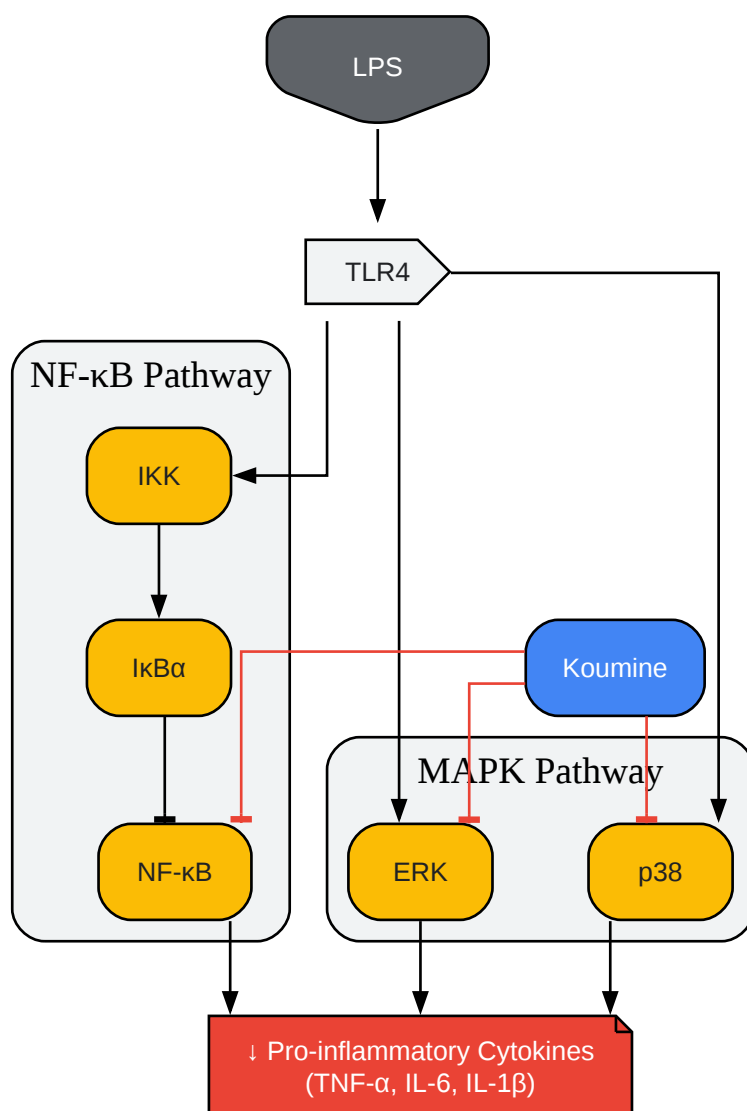 LPS
TLR4
NF-κB Pathway
IKK
IκBα
Koumine
MAPK Pathway
NF-κB
ERK
p38
↓ Pro-inflammatory Cytokines
(TNF-α, IL-6, IL-1β)